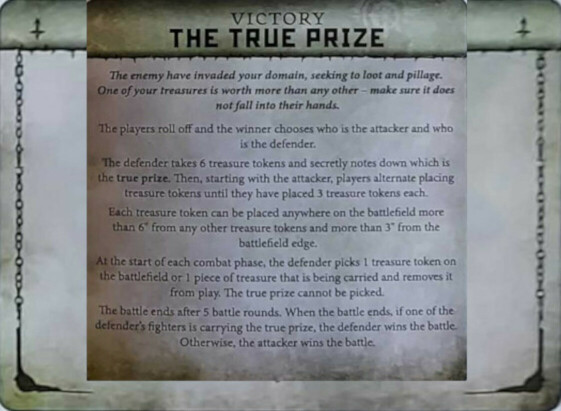 VICTORY
THE TRUE PRIZE
The enemy have invaded your domain, seeking to loot and pillage.
One of your treasures is worth more than any other – make sure it does
not fall into their hands.
The players roll off and the winner chooses who is the attacker and who
is the defender.
The defender takes 6 treasure tokens and secretly notes down which is
the true prize. Then, starting with the attacker, players alternate placing
treasure tokens until they have placed 3 treasure tokens each.
Each treasure token can be placed anywhere on the battlefield more
than 6" from any other treasure tokens and more than 3" from the
battlefield edge.
At the start of each combat phase, the defender picks 1 treasure token on
the battlefield or 1 piece of treasure that is being carried and removes it
from play. The true prize cannot be picked.
The battle ends after 5 battle rounds. When the battle ends, if one of the
defender's fighters is carrying the true prize, the defender wins the battle.
Otherwise, the attacker wins the battle.